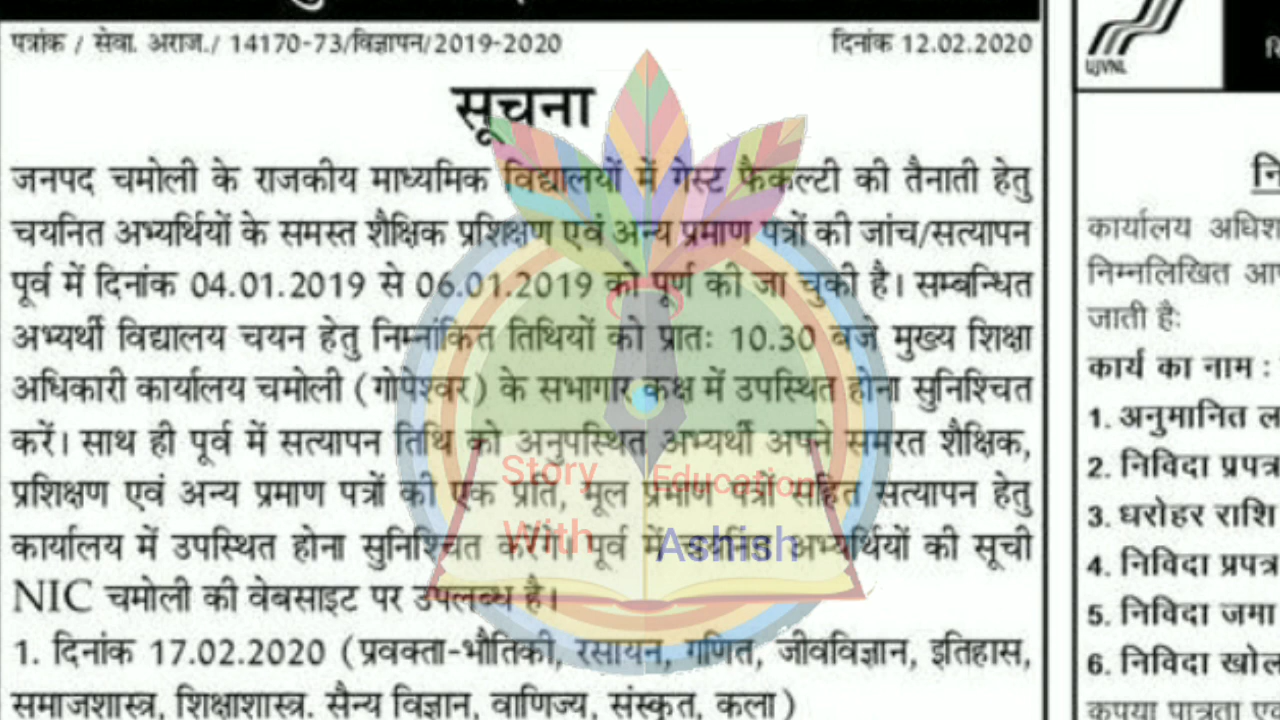 पत्रांक / सेवा. अराज./ 14170-73/विज्ञापन/2019-2020
दिनांक 12.02.2020
सूचना
जनपद चमोली के राजकीय माध्यमिक विद्यालयों में गेस्ट फैकल्टी की तैनाती हेतु
चयनित अभ्यर्थियों के समस्त शैक्षिक प्रशिक्षण एवं अन्य प्रमाण पत्रों की जांच/सत्यापन
पूर्व में दिनांक 04.01.2019 से 06.01.2019 को पूर्ण की जा चुकी है। सम्बन्धित
अभ्यर्थी विद्यालय चयन हेतु निम्नांकित तिथियों को प्रातः 10.30 बजे मुख्य शिक्षा
अधिकारी कार्यालय चमोली (गोपेश्वर) के सभागार कक्ष में उपस्थित होना सुनिश्चित
करें। साथ ही पूर्व में सत्यापन तिथि को अनुपस्थित अभ्यर्थी अपने समस्त शैक्षिक,
प्रशिक्षण एवं अन्य प्रमाण पत्रों की एक प्रति, मूल प्रमाण पत्रों सहित सत्यापन हेतु
कार्यालय में उपस्थित होना सुनिश्चित करेंगे। पूर्व में चयनित अभ्यर्थियों की सूची
NIC चमोली की वेबसाइट पर उपलब्ध है।
1. दिनांक 17.02.2020 (प्रवक्ता-भौतिकी, रसायन, गणित, जीवविज्ञान, इतिहास,
समाजशास्त्र, शिक्षाशास्त्र. सैन्य विज्ञान, वाणिज्य, संस्कृत, कला)
Story Education
With Ashish
UJVNL
कार्यालय
निम्नलिखित
जाती हैः
कार्य का नाम :
1. अनुमानित
2. निविदा प्रपत्र
3. धरोहर राशि
4. निविदा प्रपत्र
5. निविदा जमा
6. निविदा
कृपया पात्रता